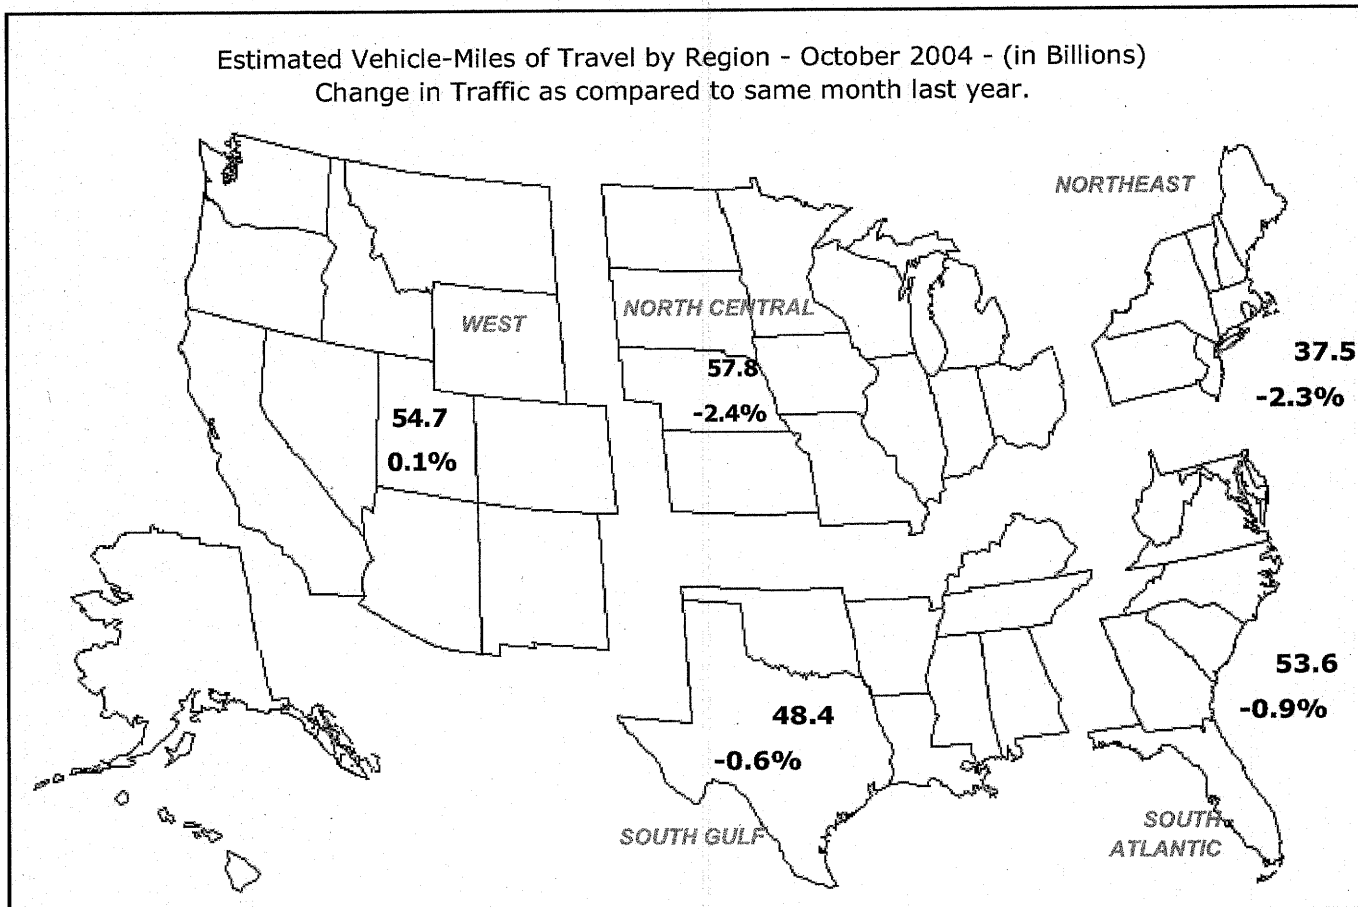 Estimated Vehicle-Miles of Travel by Region - October 2004 - (in Billions)
Change in Traffic as compared to same month last year.
NORTHEAST
37.5
-2.3%
WEST
54.7
0.1%
NORTH CENTRAL
57.8
-2.4%
SOUTH GULF
48.4
-0.6%
SOUTH
ATLANTIC
53.6
-0.9%